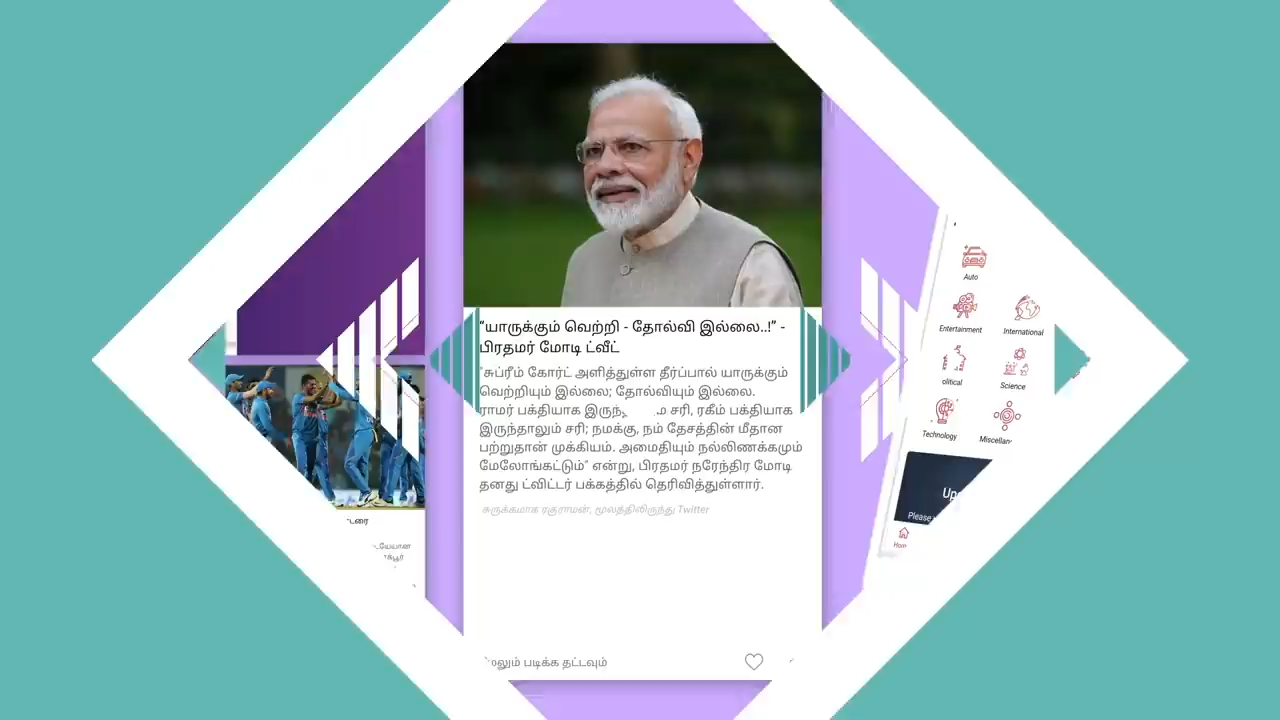 “யாருக்கும் வெற்றி - தோல்வி இல்லை..!” -
பிரதமர் மோடி ட்வீட்
"சுப்ரீம் கோர்ட் அளித்துள்ள தீர்ப்பால் யாருக்கும்
வெற்றியும் இல்லை; தோல்வியும் இல்லை.
ராமர் பக்தியாக சரி, ரகீம் பக்தியாக
இருந்தாலும் சரி; நமக்கு, நம் தேசத்தின் மீதான
பற்றுதான் முக்கியம். அமைதியும் நல்லிணக்கமும்
மேலோங்கட்டும்" என்று, பிரதமர் நரேந்திர மோடி
தனது ட்விட்டர் பக்கத்தில் தெரிவித்துள்ளார்.
சுருக்கமாக ரகுராமன், மூலத்திலிருந்து Twitter
படிக்க தட்டவும்
Auto
Entertainment
International
Science
Technology
Please